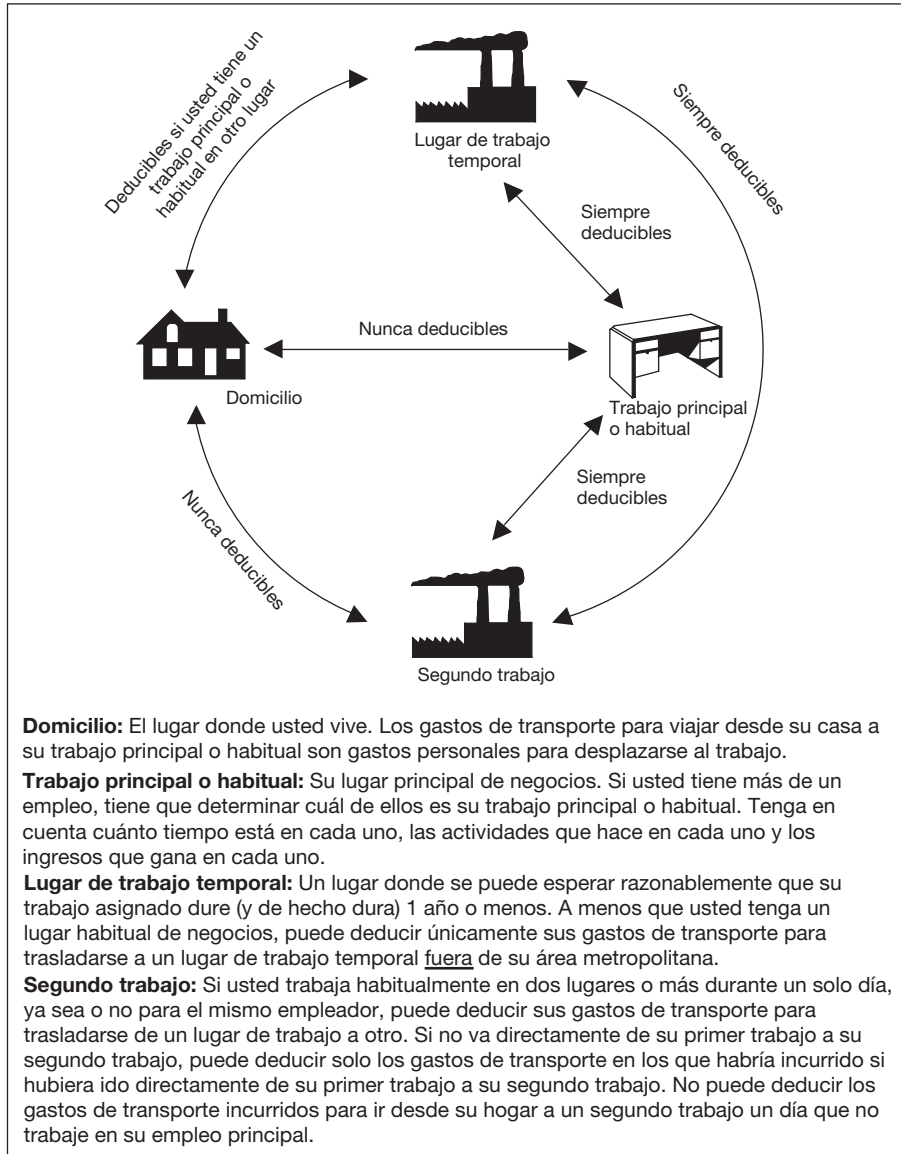 Deducibles si usted tiene un
trabajo principal o
trabajo habitual en otro lugar
Lugar de trabajo
temporal
Siempre deducibles
Siempre
deducibles
Nunca deducibles
Domicilio
Trabajo principal
o habitual
Siempre
deducibles
Nunca deducibles
Segundo trabajo
Domicilio: El lugar donde usted vive. Los gastos de transporte para viajar desde su casa a
su trabajo principal o habitual son gastos personales para desplazarse al trabajo.
Trabajo principal o habitual: Su lugar principal de negocios. Si usted tiene más de un
empleo, tiene que determinar cuál de ellos es su trabajo principal o habitual. Tenga en
cuenta cuánto tiempo está en cada uno, las actividades que hace en cada uno y los
ingresos que gana en cada uno.
Lugar de trabajo temporal: Un lugar donde se puede esperar razonablemente que su
trabajo asignado dure (y de hecho dura) 1 año o menos. A menos que usted tenga un
lugar habitual de negocios, puede deducir únicamente sus gastos de transporte para
trasladarse a un lugar de trabajo temporal fuera de su área metropolitana.
Segundo trabajo: Si usted trabaja habitualmente en dos lugares o más durante un solo día,
ya sea o no para el mismo empleador, puede deducir sus gastos de transporte para
trasladarse de un lugar de trabajo a otro. Si no va directamente de su primer trabajo a su
segundo trabajo, puede deducir solo los gastos de transporte en los que habría incurrido si
hubiera ido directamente de su primer trabajo a su segundo trabajo. No puede deducir los
gastos de transporte incurridos para ir desde su hogar a un segundo trabajo un día que no
trabaje en su empleo principal.